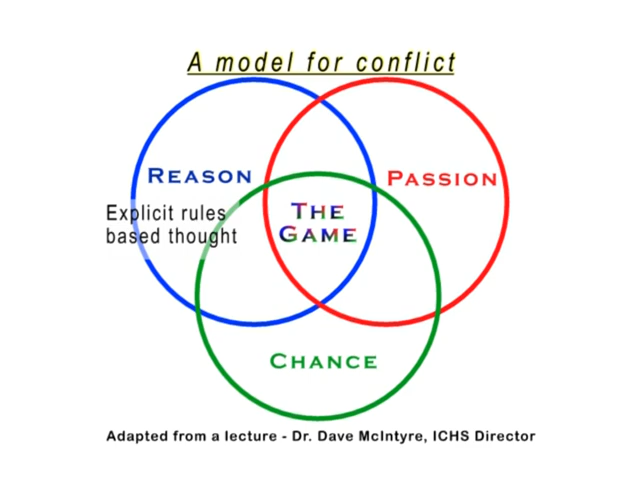 A model for conflict
REASON
PASSION
Explicit rules
based thought
THE
GAME
CHANCE
Adapted from a lecture - Dr. Dave McIntyre, ICHS Director